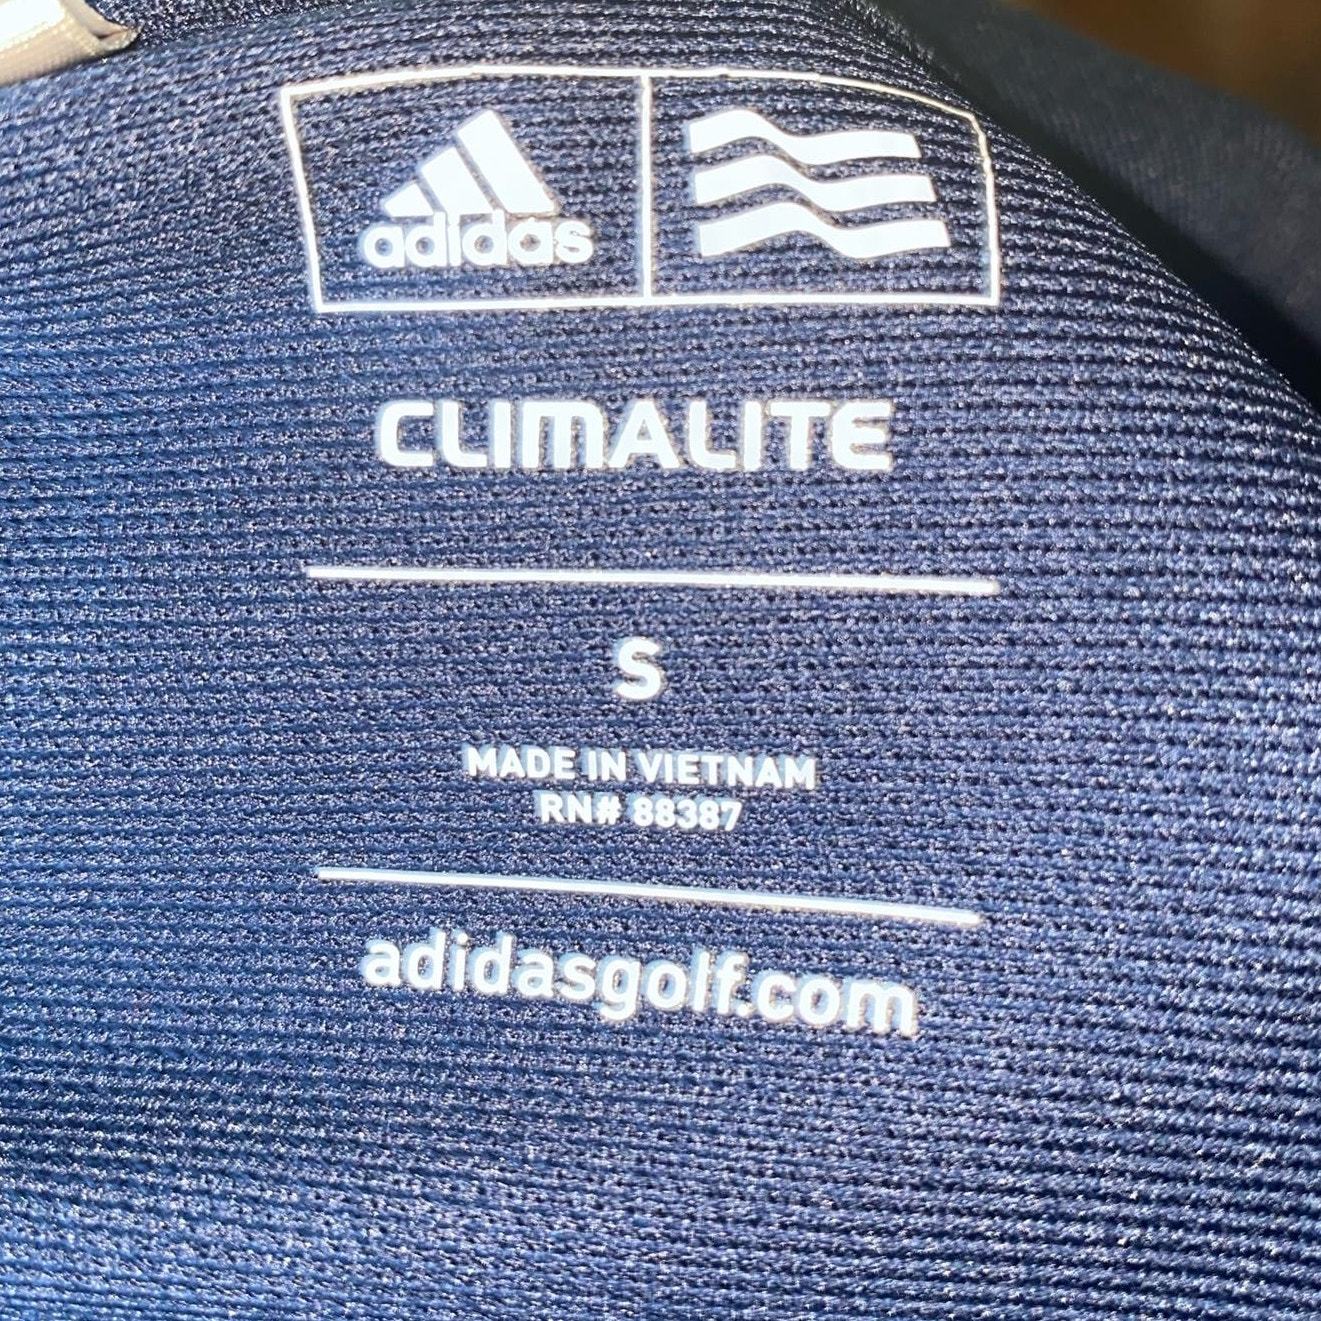 adidas
CLIMALITE
S
MADE IN VIETNAM
RN# 88387
adidasgolf.com